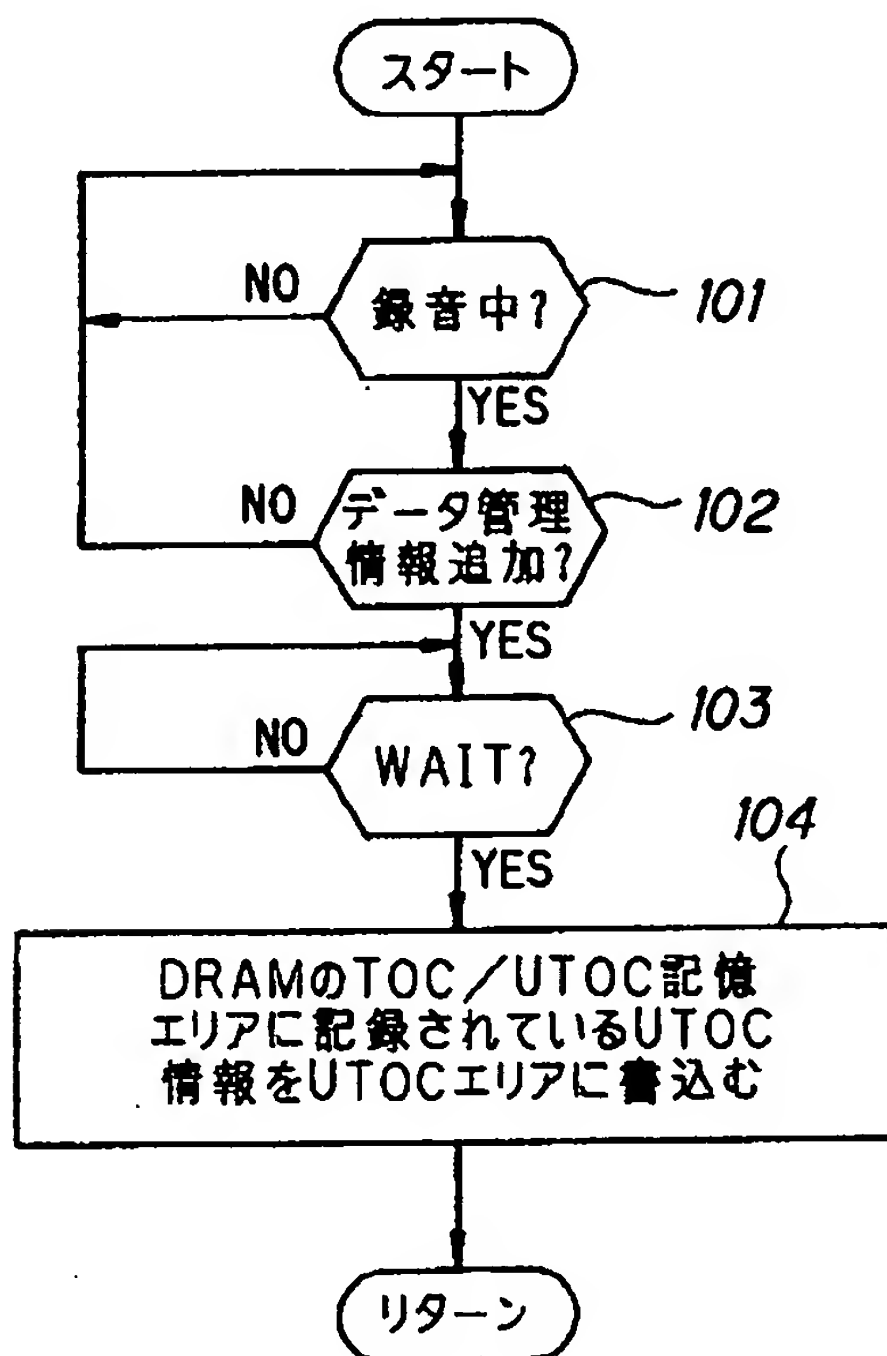 スタート
NO
録音中?
101
YES
NO
データ管理
情報追加?
102
YES
NO
WAIT?
103
YES
104
DRAMのTOC/UTOC記憶
エリアに記録されているUTOC
情報をUTOCエリアに書込む
リターン